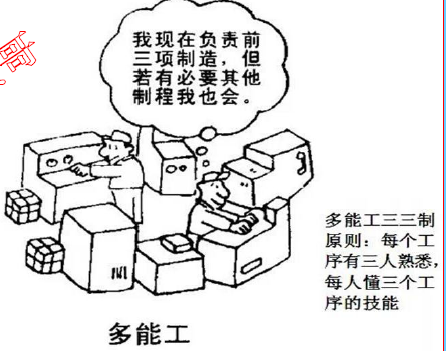 哥
我现在负责前
三项制造，但
若有必要其他
制程我也会。
多能工三三制
原则：每个工
序有三人熟悉，
每人懂三个工
序的技能
多能工